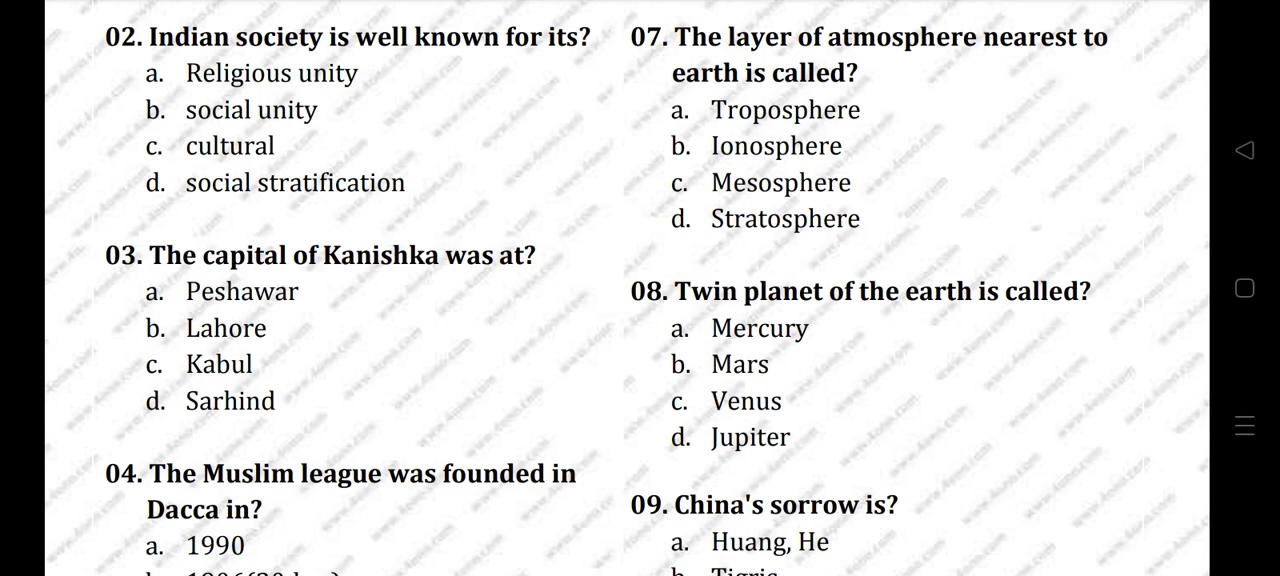 02. Indian society is well known for its?
a. Religious unity
b. social unity
c. cultural
d. social stratification
03. The capital of Kanishka was at?
a. Peshawar
b. Lahore
c. Kabul
d. Sarhind
04. The Muslim league was founded in
Dacca in?
a. 1990
07. The layer of atmosphere nearest to
earth is called?
a. Troposphere
b. Ionosphere
c. Mesosphere
d. Stratosphere
08. Twin planet of the earth is called?
a. Mercury
b. Mars
c. Venus
d. Jupiter
09. China's sorrow is?
a. Huang, He
b. Tigris